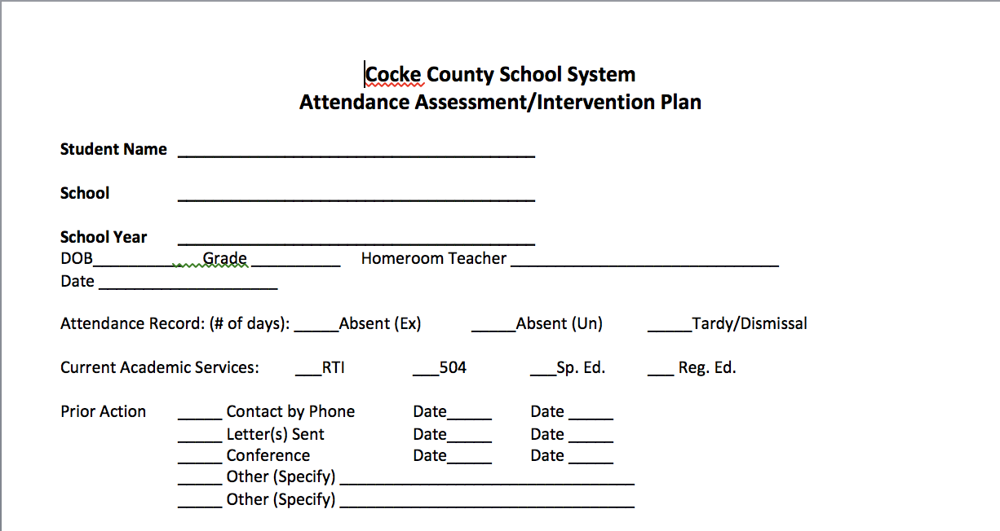 Cocke County School System
Attendance Assessment/Intervention Plan
Student Name ________________________________________
School ________________________________________
School Year ________________________________________
DOB__________ Grade __________ Homeroom Teacher ______________________________
Date ____________________
Attendance Record: (# of days): _____Absent (Ex) _____Absent (Un) _____Tardy/Dismissal
Current Academic Services: ___RTI ___504 ___Sp. Ed. ___ Reg. Ed.
Prior Action _____ Contact by Phone Date_____ Date _____
_____ Letter(s) Sent Date_____ Date _____
_____ Conference Date_____ Date _____
_____ Other (Specify) _________________________________
_____ Other (Specify) _________________________________